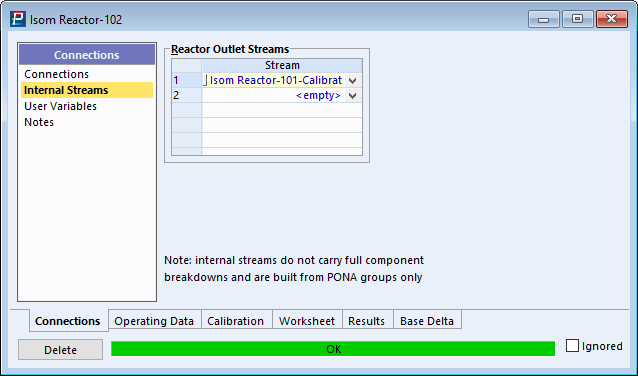 Isom Reactor-102
Connections
Connections
Internal Streams
User Variables
Notes
Reactor Outlet Streams
Stream
1 Isom Reactor-101-Calibrat
2 <empty>
Note: internal streams do not carry full component
breakdowns and are built from PONA groups only
Connections Operating Data Calibration Worksheet Results Base Delta
Delete OK Ignored